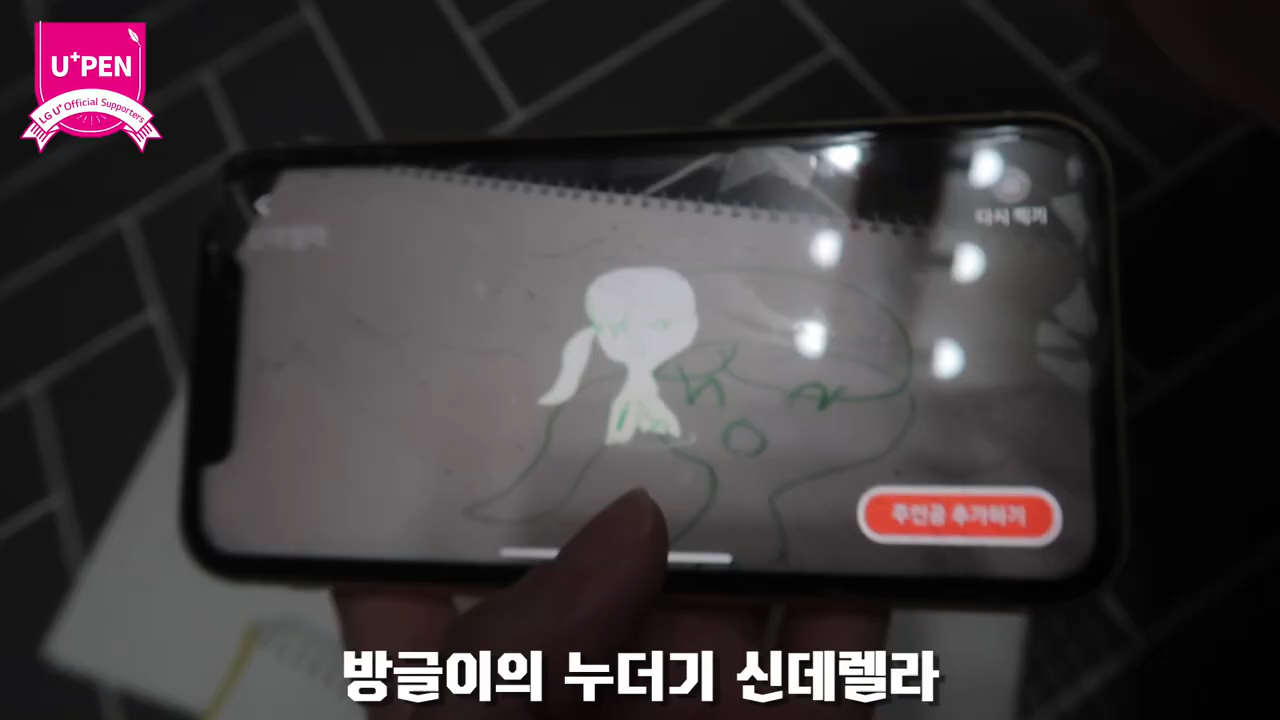 U+PEN
LG U+ Official Supporters
다시 찍기
주인공 추가하기
방글이의 누더기 신데렐라